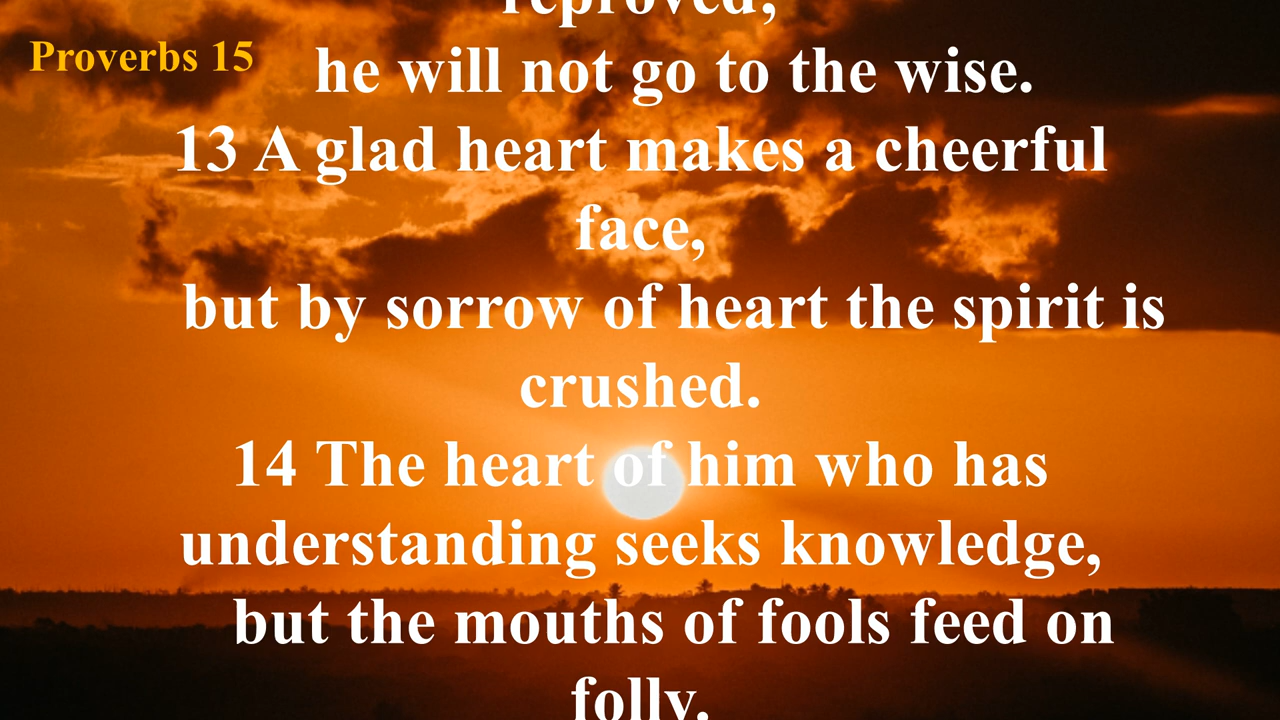 reproved;
Proverbs 15
he will not go to the wise.
13 A glad heart makes a cheerful
face,
but by sorrow of heart the spirit is
crushed.
14 The heart of him who has
understanding seeks knowledge,
but the mouths of fools feed on
folly.